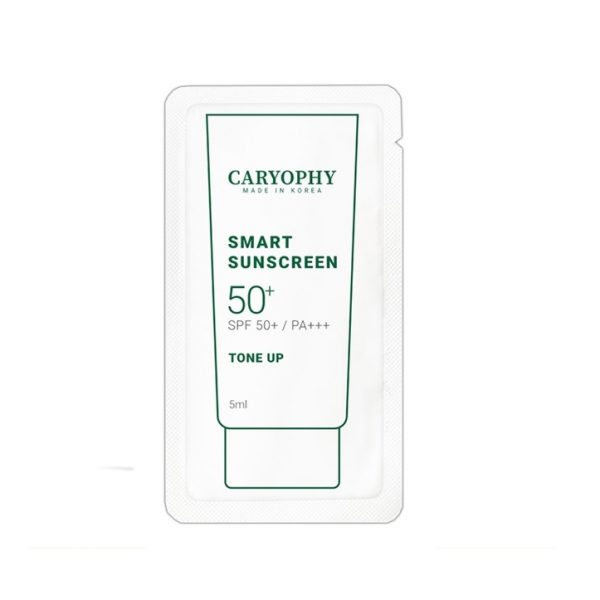 CARYOPHY
MADE IN KOREA
SMART
SUNSCREEN
50+
SPF 50+ / PA+++
TONE UP
5ml